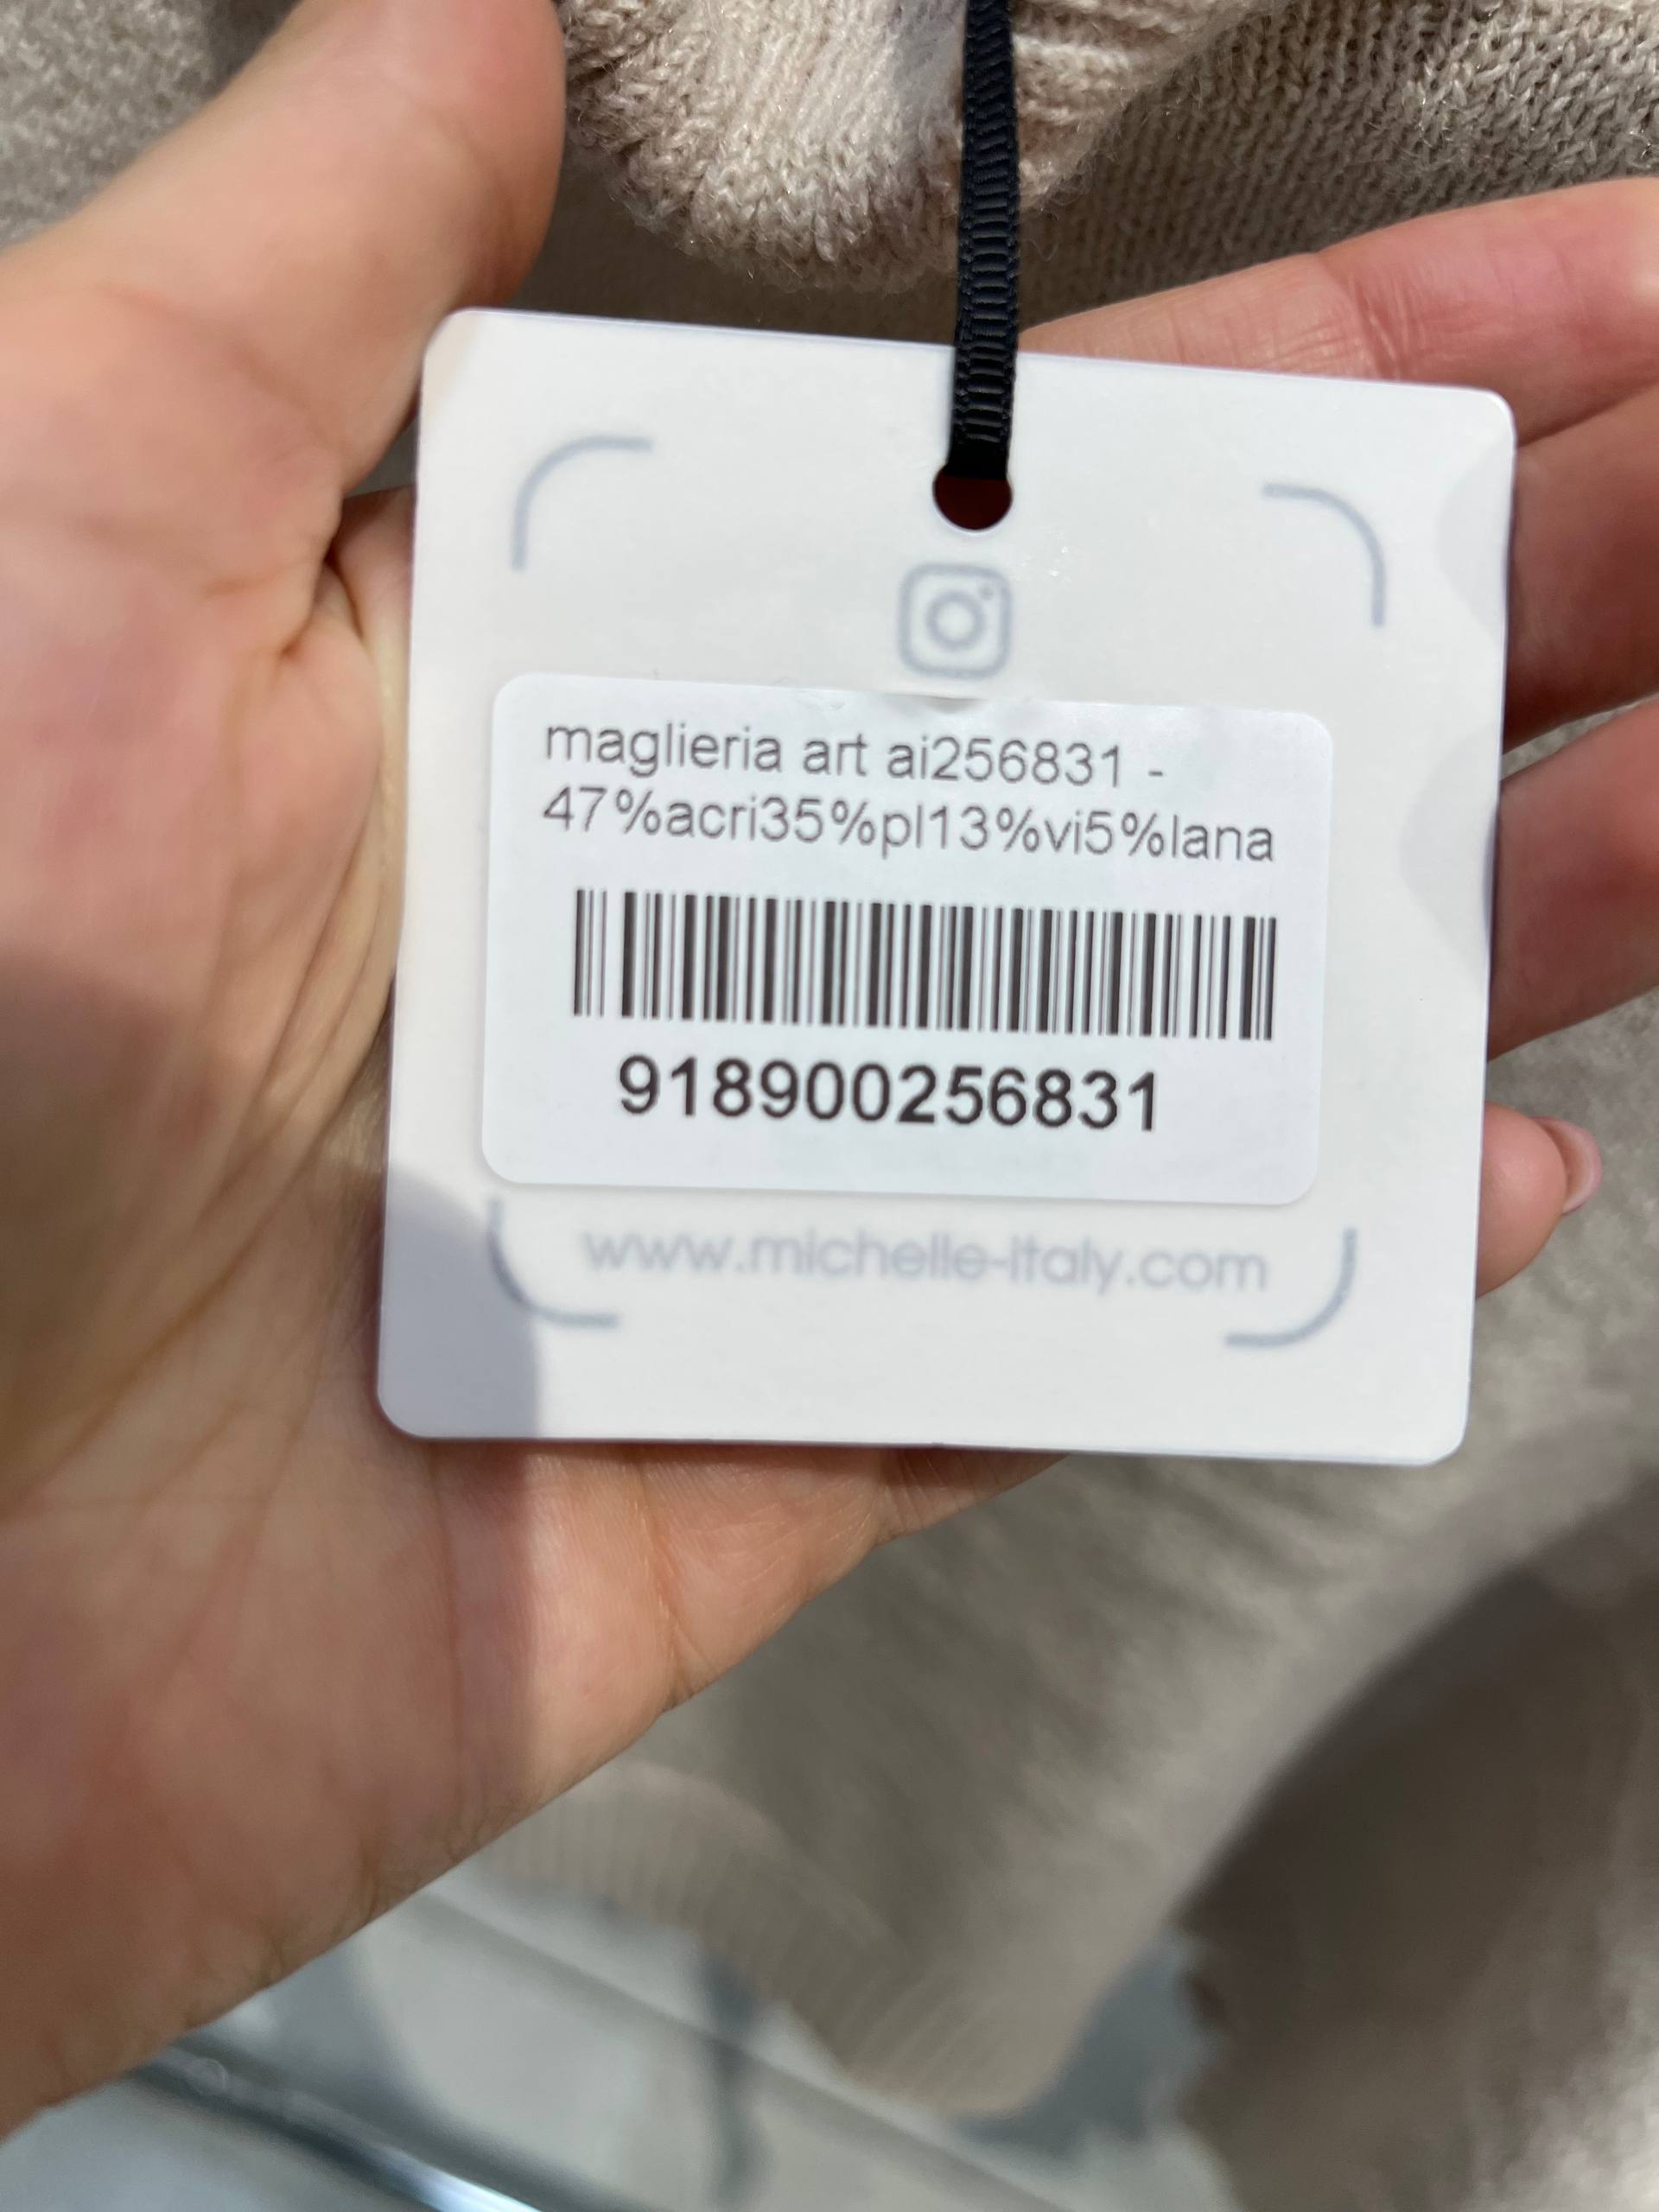 maglieria art ai256831 -
47%acri35%pl13%vi5%lana
918900256831
www.michelle-italy.com